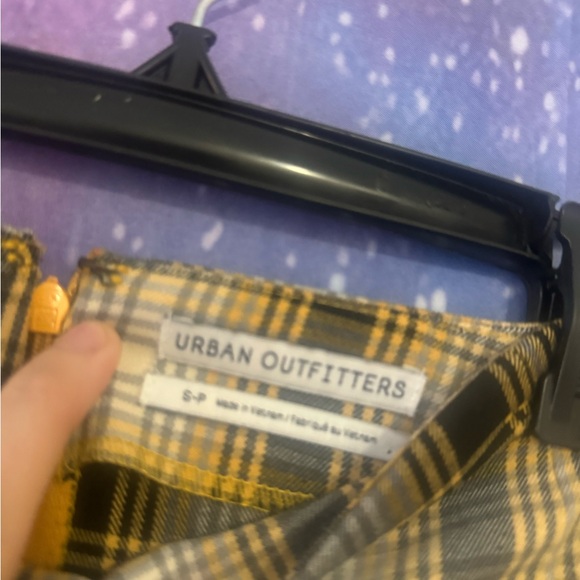 URBAN OUTFITTERS
S-P Made in Vietnam / Fabriqué au Vietnam